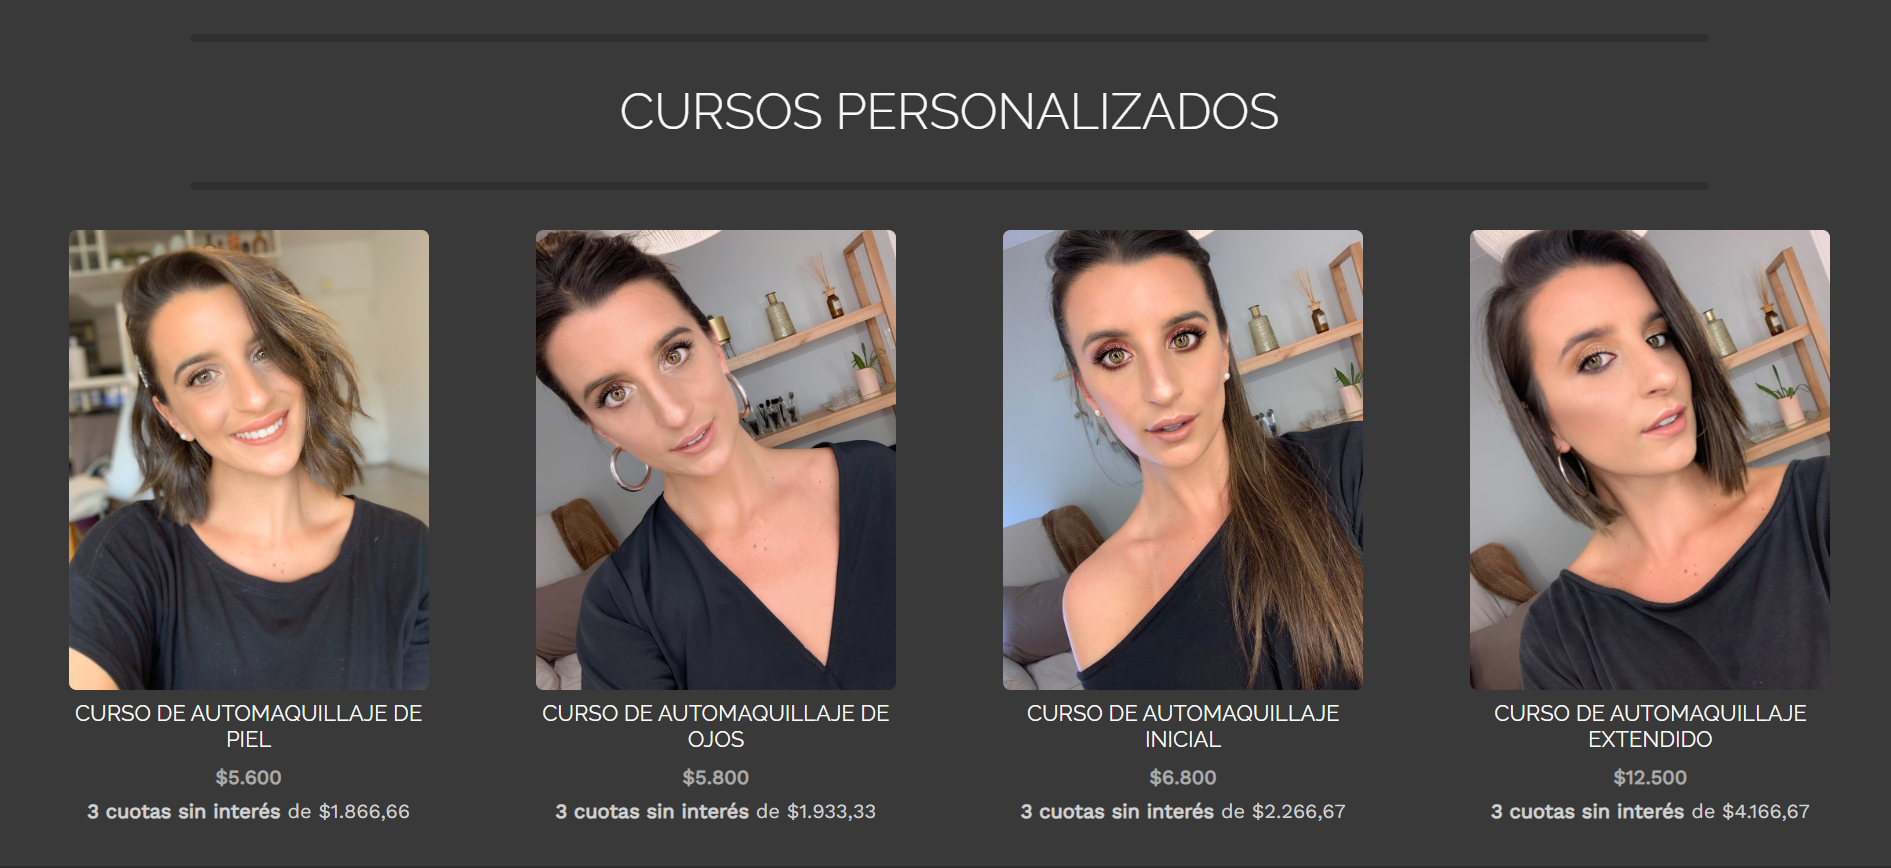 CURSOS PERSONALIZADOS
CURSO DE AUTOMAQUILLAJE DE
PIEL
$5.600
3 cuotas sin interés de $1.866,66
CURSO DE AUTOMAQUILLAJE DE
OJOS
$5.800
3 cuotas sin interés de $1.933,33
CURSO DE AUTOMAQUILLAJE
INICIAL
$6.800
3 cuotas sin interés de $2.266,67
CURSO DE AUTOMAQUILLAJE
EXTENDIDO
$12.500
3 cuotas sin interés de $4.166,67